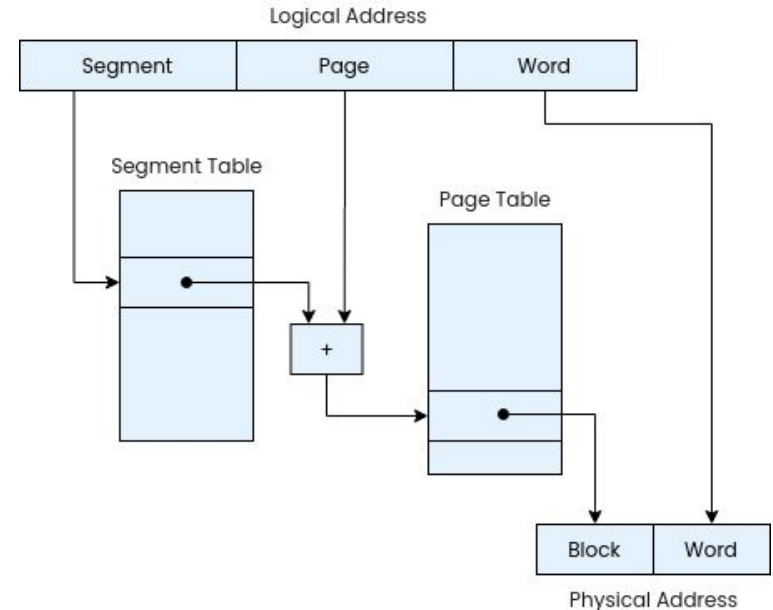 Logical Address
Segment Page Word
Segment Table
Page Table
+
Block Word
Physical Address